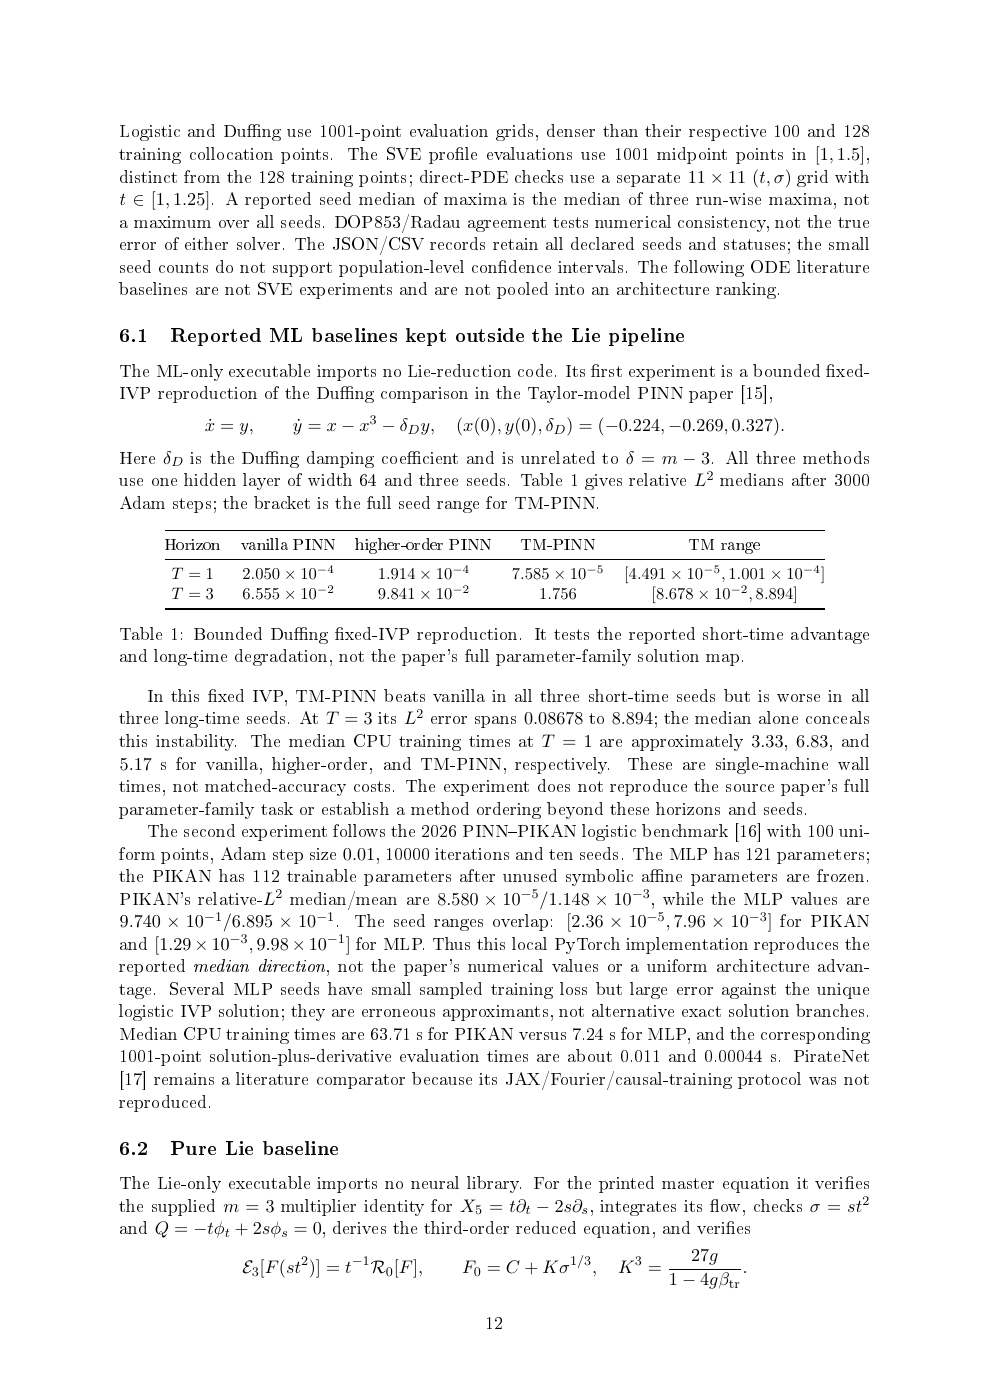 Logistic and Duffing use 1001-point evaluation grids, denser than their respective 100 and 128
training collocation points. The SVE profile evaluations use 1001 midpoint points in [1, 1.5],
distinct from the 128 training points; direct-PDE checks use a separate 11 × 11 (t, σ) grid with
t ∈ [1, 1.25]. A reported seed median of maxima is the median of three run-wise maxima, not
a maximum over all seeds. DOP853/Radau agreement tests numerical consistency, not the true
error of either solver. The JSON/CSV records retain all declared seeds and statuses; the small
seed counts do not support population-level confidence intervals. The following ODE literature
baselines are not SVE experiments and are not pooled into an architecture ranking.
6.1 Reported ML baselines kept outside the Lie pipeline
The ML-only executable imports no Lie-reduction code. Its first experiment is a bounded fixed-
IVP reproduction of the Duffing comparison in the Taylor-model PINN paper [15],
ẋ = y, ẏ = x − x³ − δ_D y, (x(0), y(0), δ_D) = (−0.224, −0.269, 0.327).
Here δ_D is the Duffing damping coefficient and is unrelated to δ = m − 3. All three methods
use one hidden layer of width 64 and three seeds. Table 1 gives relative L² medians after 3000
Adam steps; the bracket is the full seed range for TM-PINN.
Horizon vanilla PINN higher-order PINN TM-PINN TM range
T = 1 2.050 × 10⁻⁴ 1.914 × 10⁻⁴ 7.585 × 10⁻⁵ [4.491 × 10⁻⁵, 1.001 × 10⁻⁴]
T = 3 6.555 × 10⁻² 9.841 × 10⁻² 1.756 [8.678 × 10⁻², 8.894]
Table 1: Bounded Duffing fixed-IVP reproduction. It tests the reported short-time advantage
and long-time degradation, not the paper's full parameter-family solution map.
In this fixed IVP, TM-PINN beats vanilla in all three short-time seeds but is worse in all
three long-time seeds. At T = 3 its L² error spans 0.08678 to 8.894; the median alone conceals
this instability. The median CPU training times at T = 1 are approximately 3.33, 6.83, and
5.17 s for vanilla, higher-order, and TM-PINN, respectively. These are single-machine wall
times, not matched-accuracy costs. The experiment does not reproduce the source paper's full
parameter-family task or establish a method ordering beyond these horizons and seeds.
The second experiment follows the 2026 PINN–PIKAN logistic benchmark [16] with 100 uni-
form points, Adam step size 0.01, 10000 iterations and ten seeds. The MLP has 121 parameters;
the PIKAN has 112 trainable parameters after unused symbolic affine parameters are frozen.
PIKAN's relative-L² median/mean are 8.580 × 10⁻⁵/1.148 × 10⁻³, while the MLP values are
9.740 × 10⁻¹/6.895 × 10⁻¹. The seed ranges overlap: [2.36 × 10⁻⁵, 7.96 × 10⁻³] for PIKAN
and [1.29 × 10⁻³, 9.98 × 10⁻¹] for MLP. Thus this local PyTorch implementation reproduces the
reported median direction, not the paper's numerical values or a uniform architecture advan-
tage. Several MLP seeds have small sampled training loss but large error against the unique
logistic IVP solution; they are erroneous approximants, not alternative exact solution branches.
Median CPU training times are 63.71 s for PIKAN versus 7.24 s for MLP, and the corresponding
1001-point solution-plus-derivative evaluation times are about 0.011 and 0.00044 s. PirateNet
[17] remains a literature comparator because its JAX/Fourier/causal-training protocol was not
reproduced.
6.2 Pure Lie baseline
The Lie-only executable imports no neural library. For the printed master equation it verifies
the supplied m = 3 multiplier identity for X₅ = t∂ₜ − 2s∂ₛ, integrates its flow, checks σ = st²
and Q = −tϕₜ + 2sϕₛ = 0, derives the third-order reduced equation, and verifies
ℰ₃[F(st²)] = t⁻¹ℛ₀[F], F₀ = C + Kσ^{1/3}, K³ = 27g / (1 − 4gβ_tr).
12